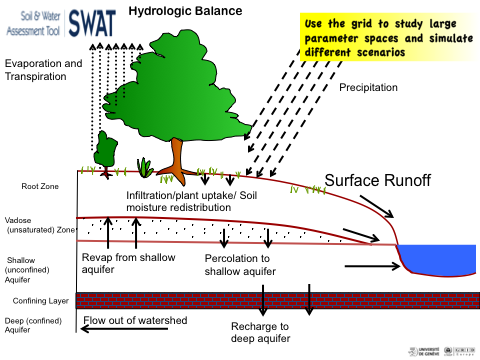 Soil & Water
Assessment Tool
SWAT
Hydrologic Balance
Use the grid to study large
parameter spaces and simulate
different scenarios
Evaporation and
Transpiration
Precipitation
Root Zone
Infiltration/plant uptake/ Soil
moisture redistribution
Surface Runoff
Vadose
(unsaturated) Zone
Revap from shallow
aquifer
Percolation to
shallow aquifer
Shallow
(unconfined)
Aquifer
Confining Layer
Deep (confined)
Aquifer
Flow out of watershed
Recharge to
deep aquifer
UNIVERSITÉ
DE GENÈVE